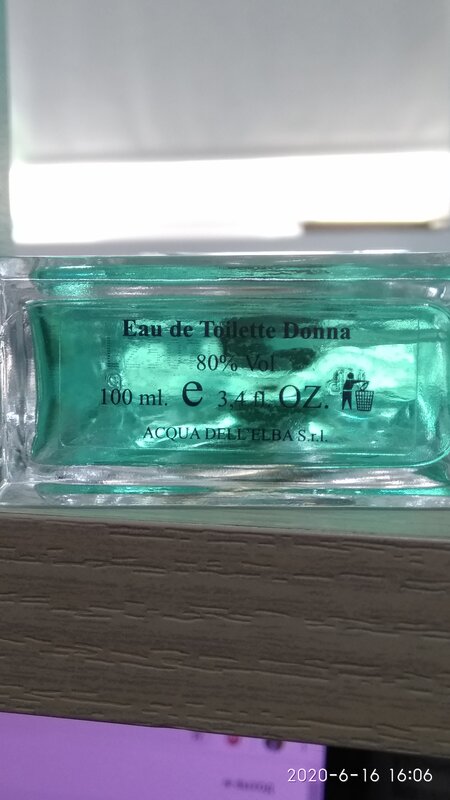 Eau de Toilette Donna
80% Vol
100 ml. e 3.4 fl. OZ.
ACQUA DELL'ELBA S.r.l.
2020-6-16 16:06